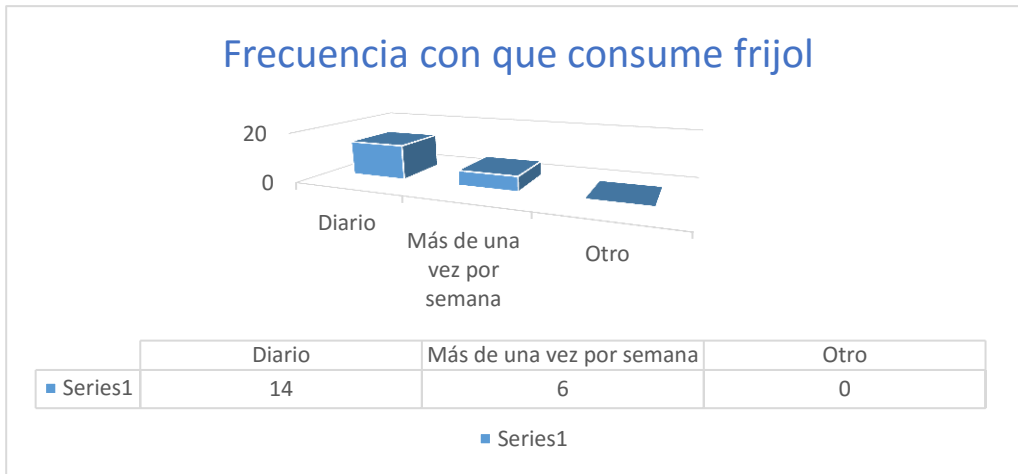 Frecuencia con que consume frijol
20
0
Diario
Más de una
vez por
semana
Otro
Diario Más de una vez por semana Otro
Series1 14 6 0
Series1